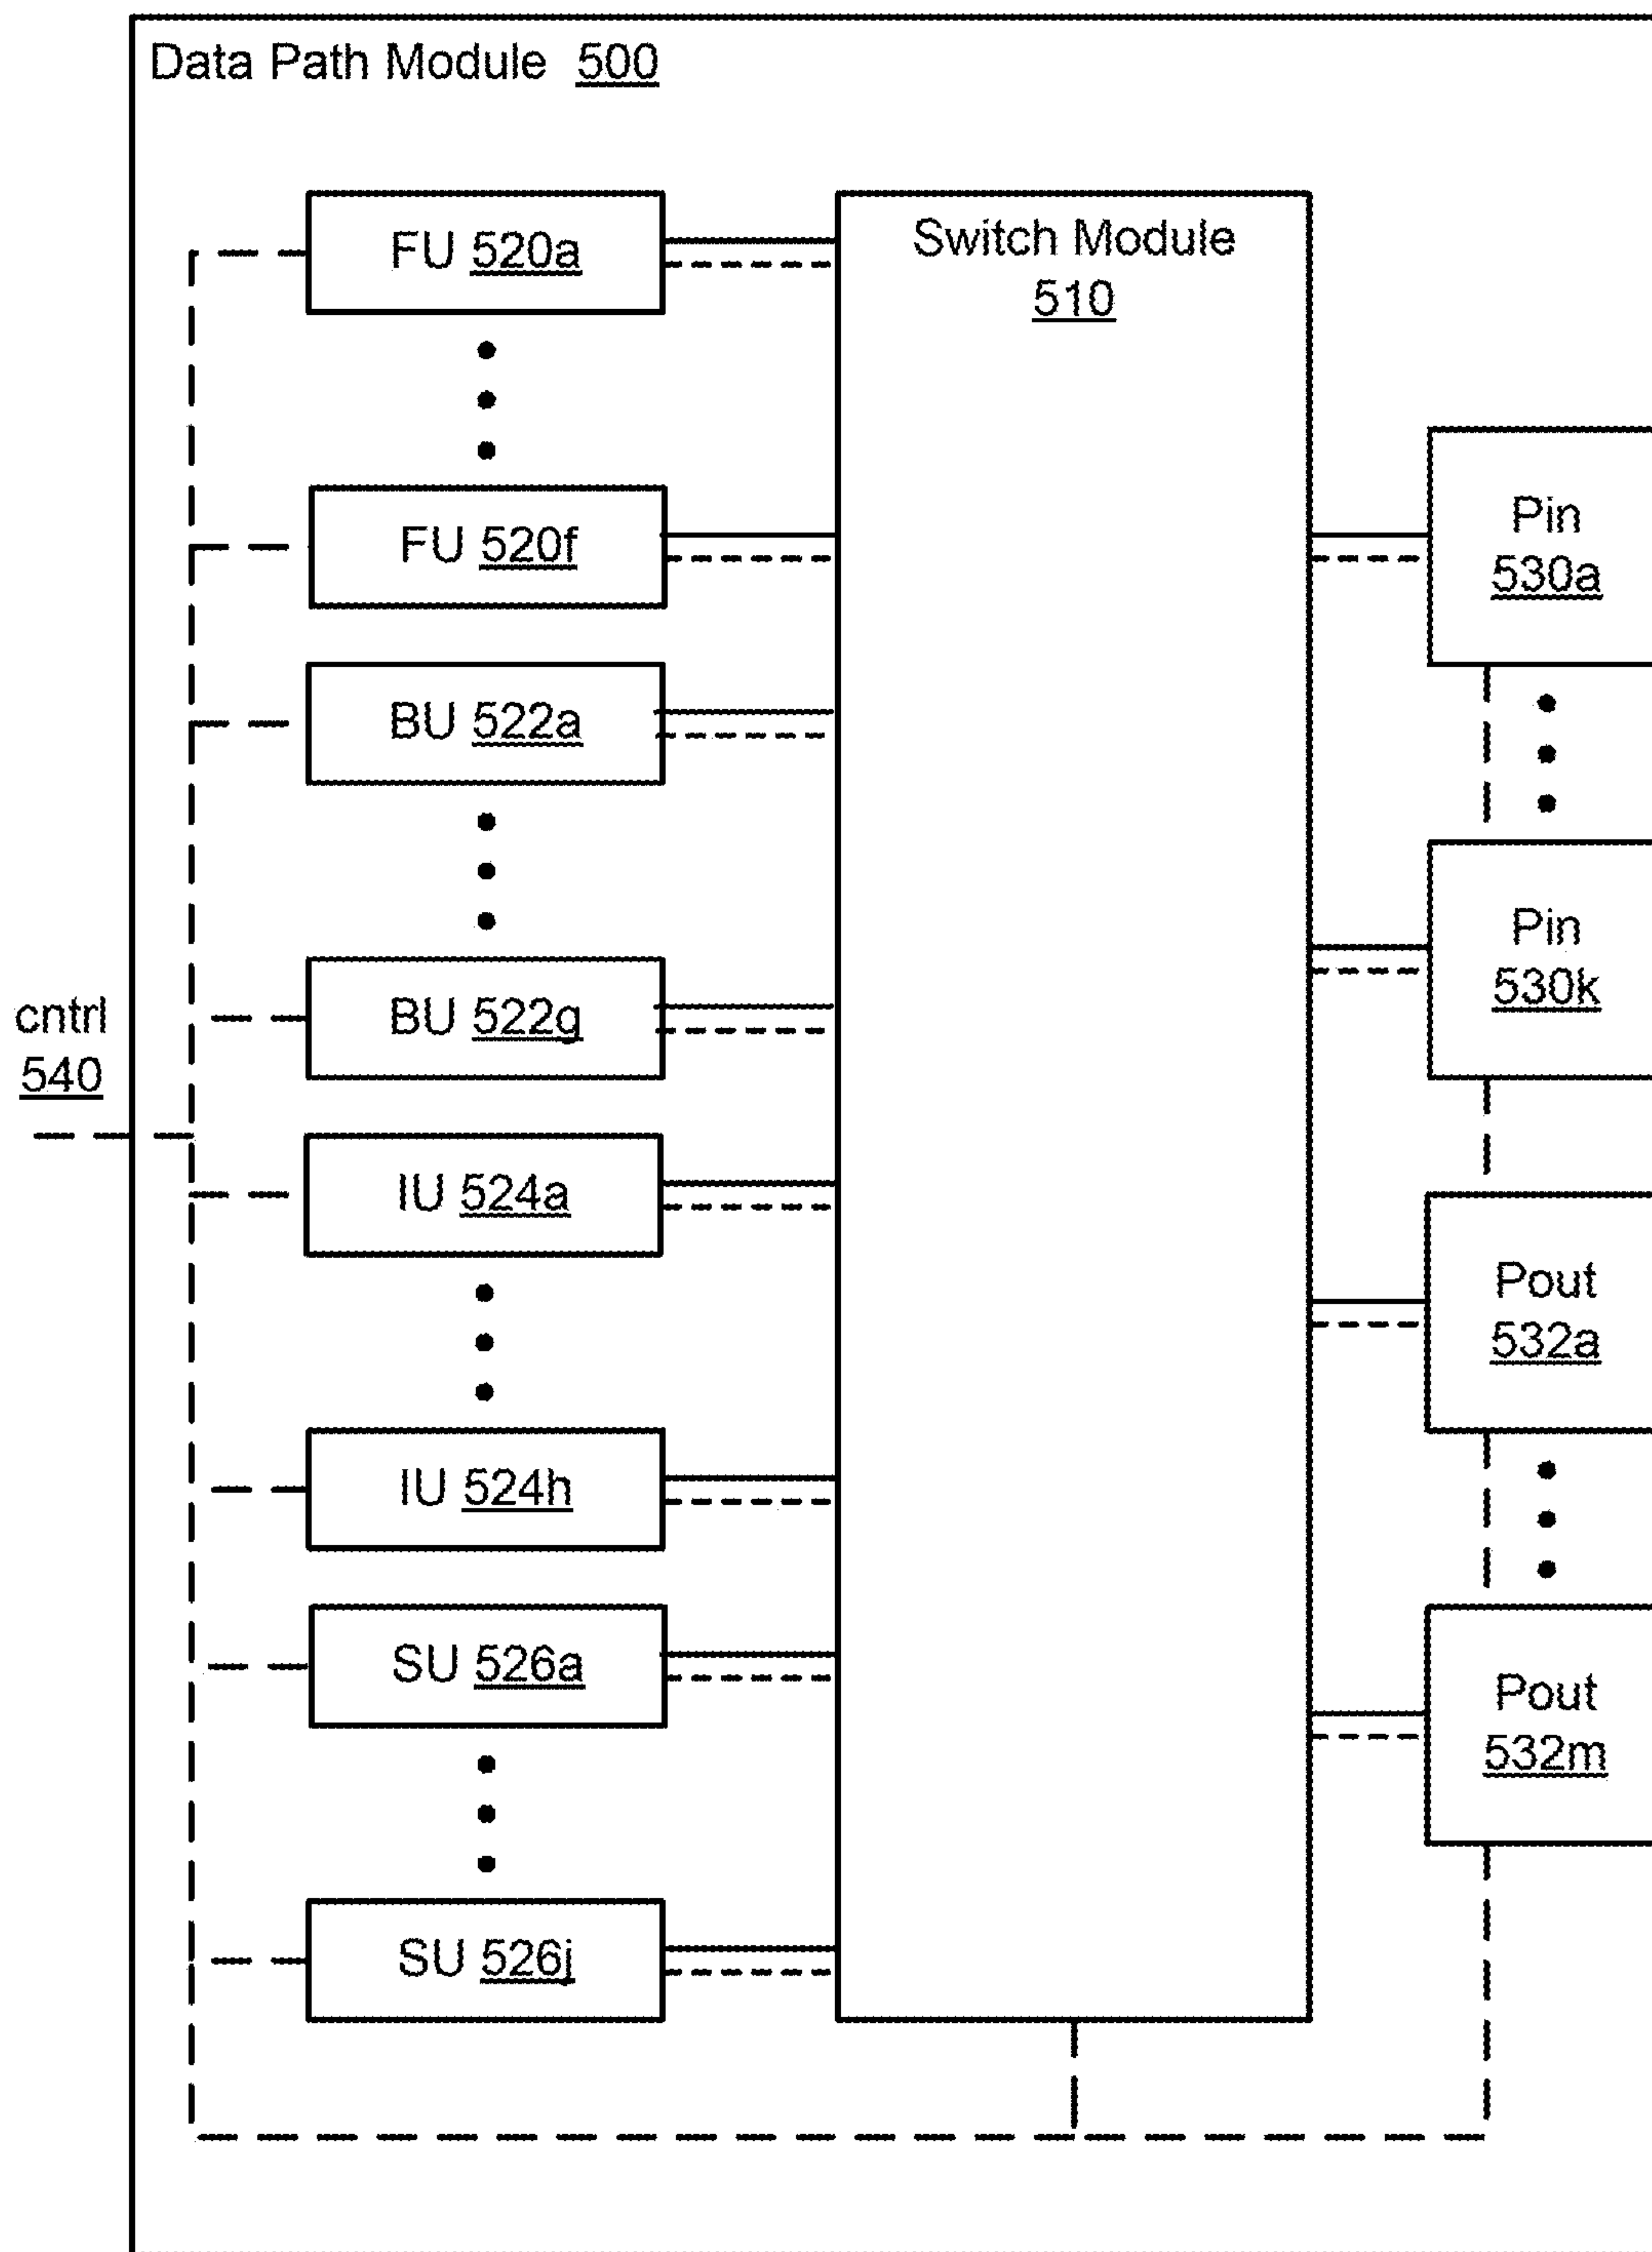 Data Path Module 500
FU 520a
Switch Module
510
FU 520f
Pin
530a
BU 522a
Pin
530k
BU 522g
cntrl
540
IU 524a
Pout
532a
IU 524h
SU 526a
Pout
532m
SU 526j